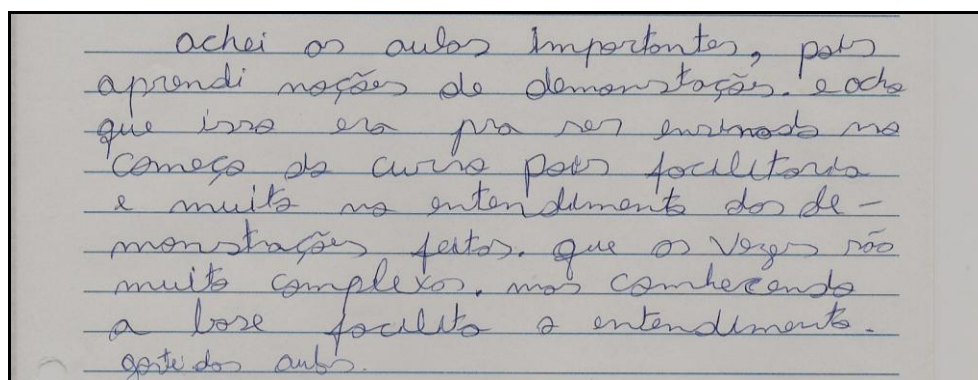 achei as aulas importantes, pois
aprendi noções de demonstações. e acho
que isso era pra ser ensinado no
começo do curso pois facilitaria
e muito no entendimento das de-
monstrações feitas. que as vezes são
muito complexas. mas conhecendo
a base facilita o entendimento.
gostei das aulas.